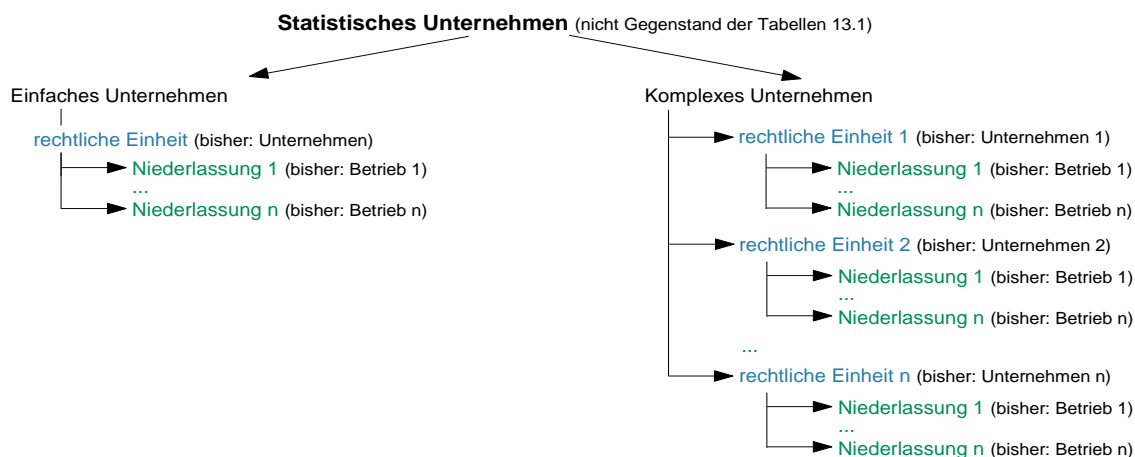 Statistisches Unternehmen (nicht Gegenstand der Tabellen 13.1)
Einfaches Unternehmen
rechtliche Einheit (bisher: Unternehmen)
Niederlassung 1 (bisher: Betrieb 1)
...
Niederlassung n (bisher: Betrieb n)
Komplexes Unternehmen
rechtliche Einheit 1 (bisher: Unternehmen 1)
Niederlassung 1 (bisher: Betrieb 1)
...
Niederlassung n (bisher: Betrieb n)
rechtliche Einheit 2 (bisher: Unternehmen 2)
Niederlassung 1 (bisher: Betrieb 1)
...
Niederlassung n (bisher: Betrieb n)
...
rechtliche Einheit n (bisher: Unternehmen n)
Niederlassung 1 (bisher: Betrieb 1)
...
Niederlassung n (bisher: Betrieb n)